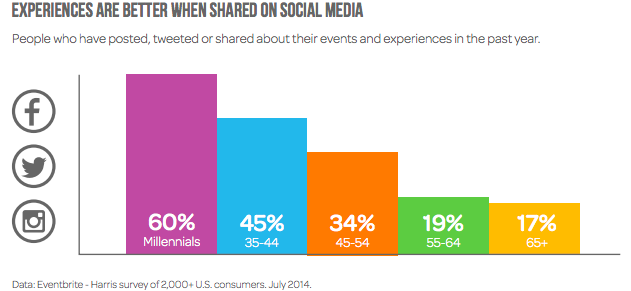 EXPERIENCES ARE BETTER WHEN SHARED ON SOCIAL MEDIA
People who have posted, tweeted or shared about their events and experiences in the past year.
60%
Millennials
45%
35-44
34%
45-54
19%
55-64
17%
65+
Data: Eventbrite - Harris survey of 2,000+ U.S. consumers. July 2014.